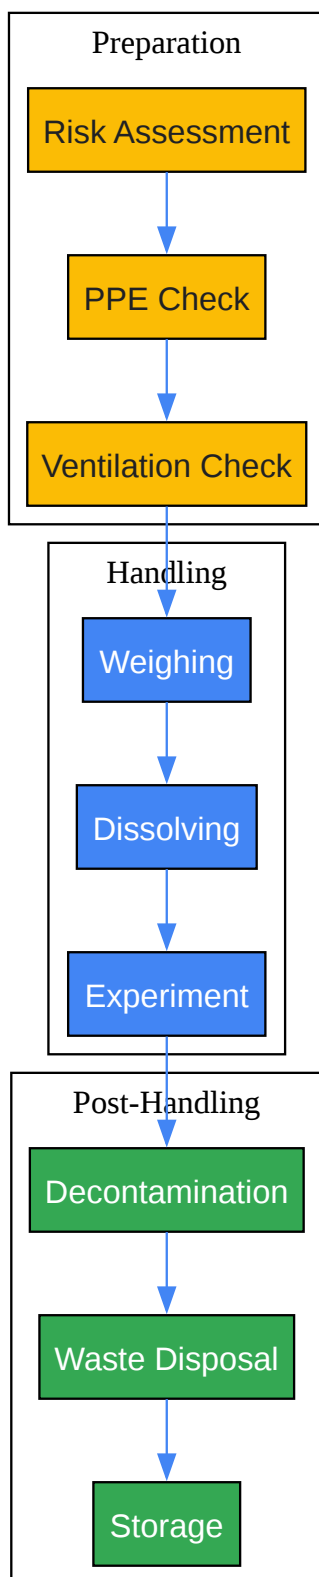 Preparation
Risk Assessment
PPE Check
Ventilation Check
Handling
Weighing
Dissolving
Experiment
Post-Handling
Decontamination
Waste Disposal
Storage